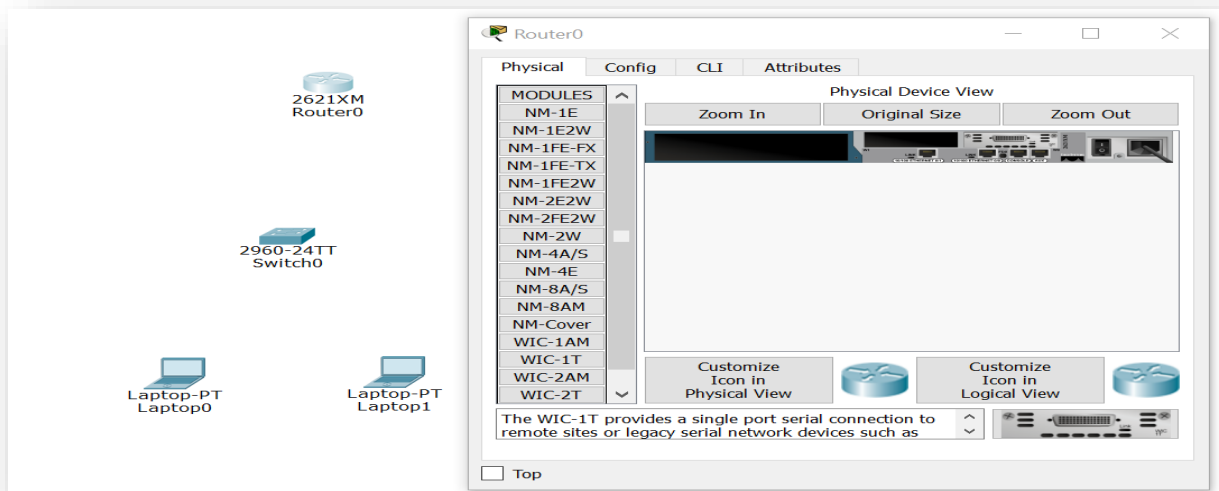 2621XM
Router0
2960-24TT
Switch0
Laptop-PT
Laptop0
Laptop-PT
Laptop1
Router0
Physical
Config
CLI
Attributes
MODULES
NM-1E
NM-1E2W
NM-1FE-FX
NM-1FE-TX
NM-1FE2W
NM-2E2W
NM-2FE2W
NM-2W
NM-4A/S
NM-4E
NM-8A/S
NM-8AM
NM-Cover
WIC-1AM
WIC-1T
WIC-2AM
WIC-2T
Physical Device View
Zoom In
Original Size
Zoom Out
Customize
Icon in
Physical View
Customize
Icon in
Logical View
The WIC-1T provides a single port serial connection to
remote sites or legacy serial network devices such as
Top